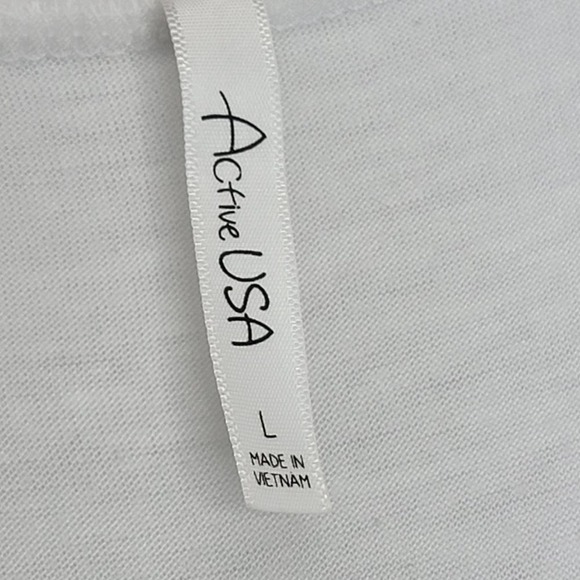 Active USA
L
MADE IN
VIETNAM